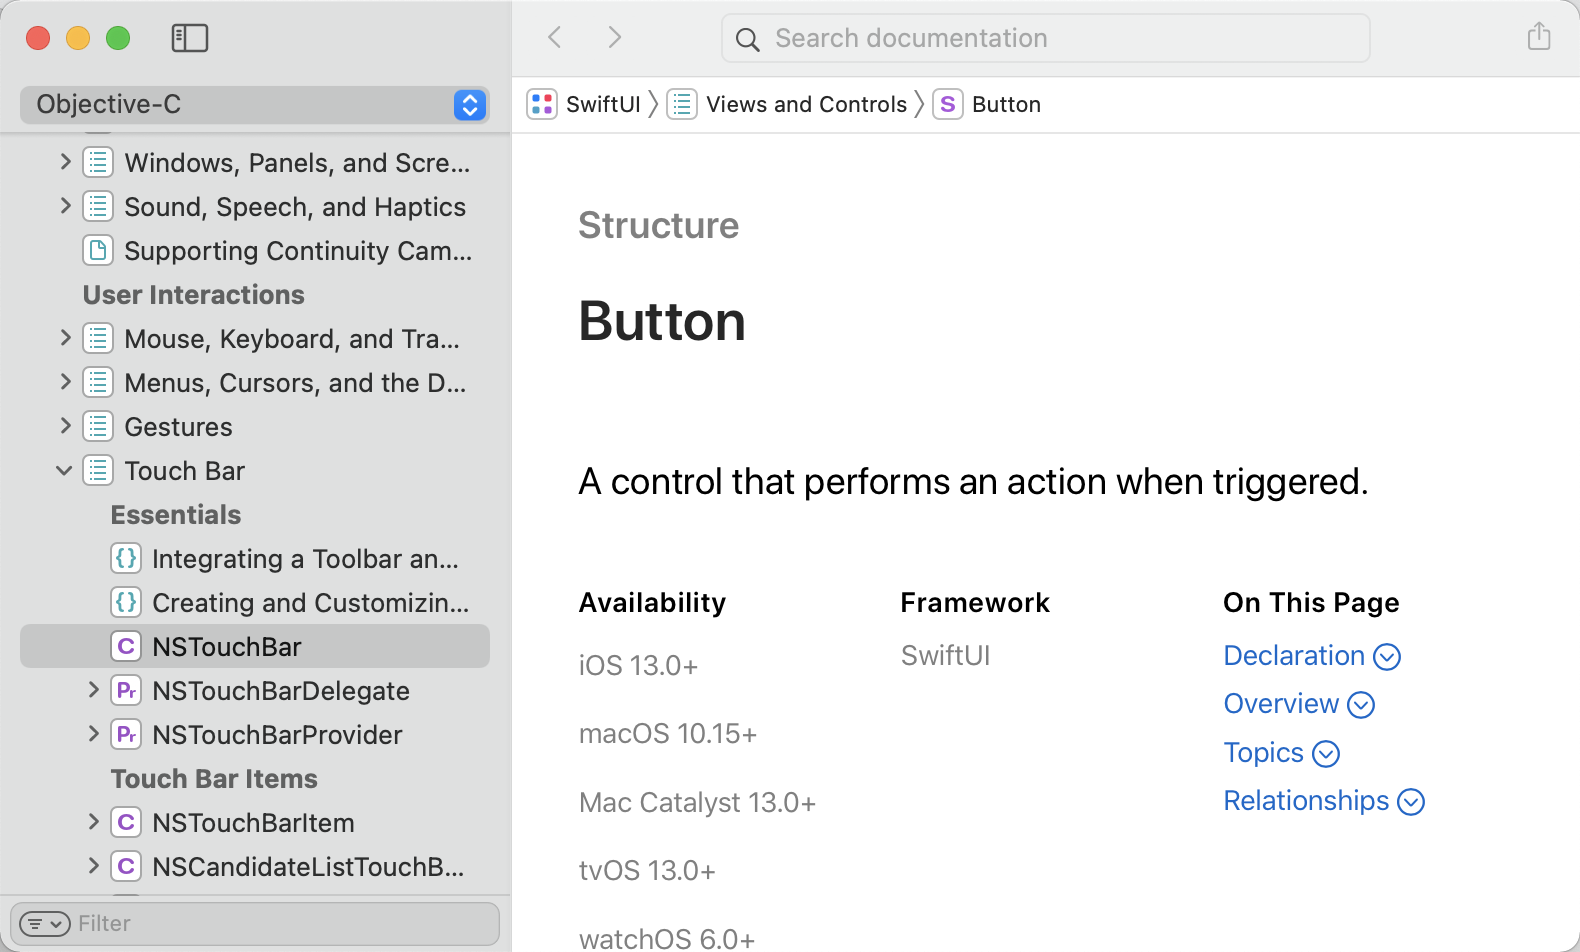 Objective-C
Windows, Panels, and Scre...
Sound, Speech, and Haptics
Supporting Continuity Cam...
User Interactions
Mouse, Keyboard, and Tra...
Menus, Cursors, and the D...
Gestures
Touch Bar
Essentials
{} Integrating a Toolbar an...
{} Creating and Customizin...
C NSTouchBar
Pr NSTouchBarDelegate
Pr NSTouchBarProvider
Touch Bar Items
C NSTouchBarItem
C NSCandidateListTouchB...
Filter
Search documentation
SwiftUI Views and Controls S Button
Structure
Button
A control that performs an action when triggered.
Availability
iOS 13.0+
macOS 10.15+
Mac Catalyst 13.0+
tvOS 13.0+
watchOS 6.0+
Framework
SwiftUI
On This Page
Declaration
Overview
Topics
Relationships